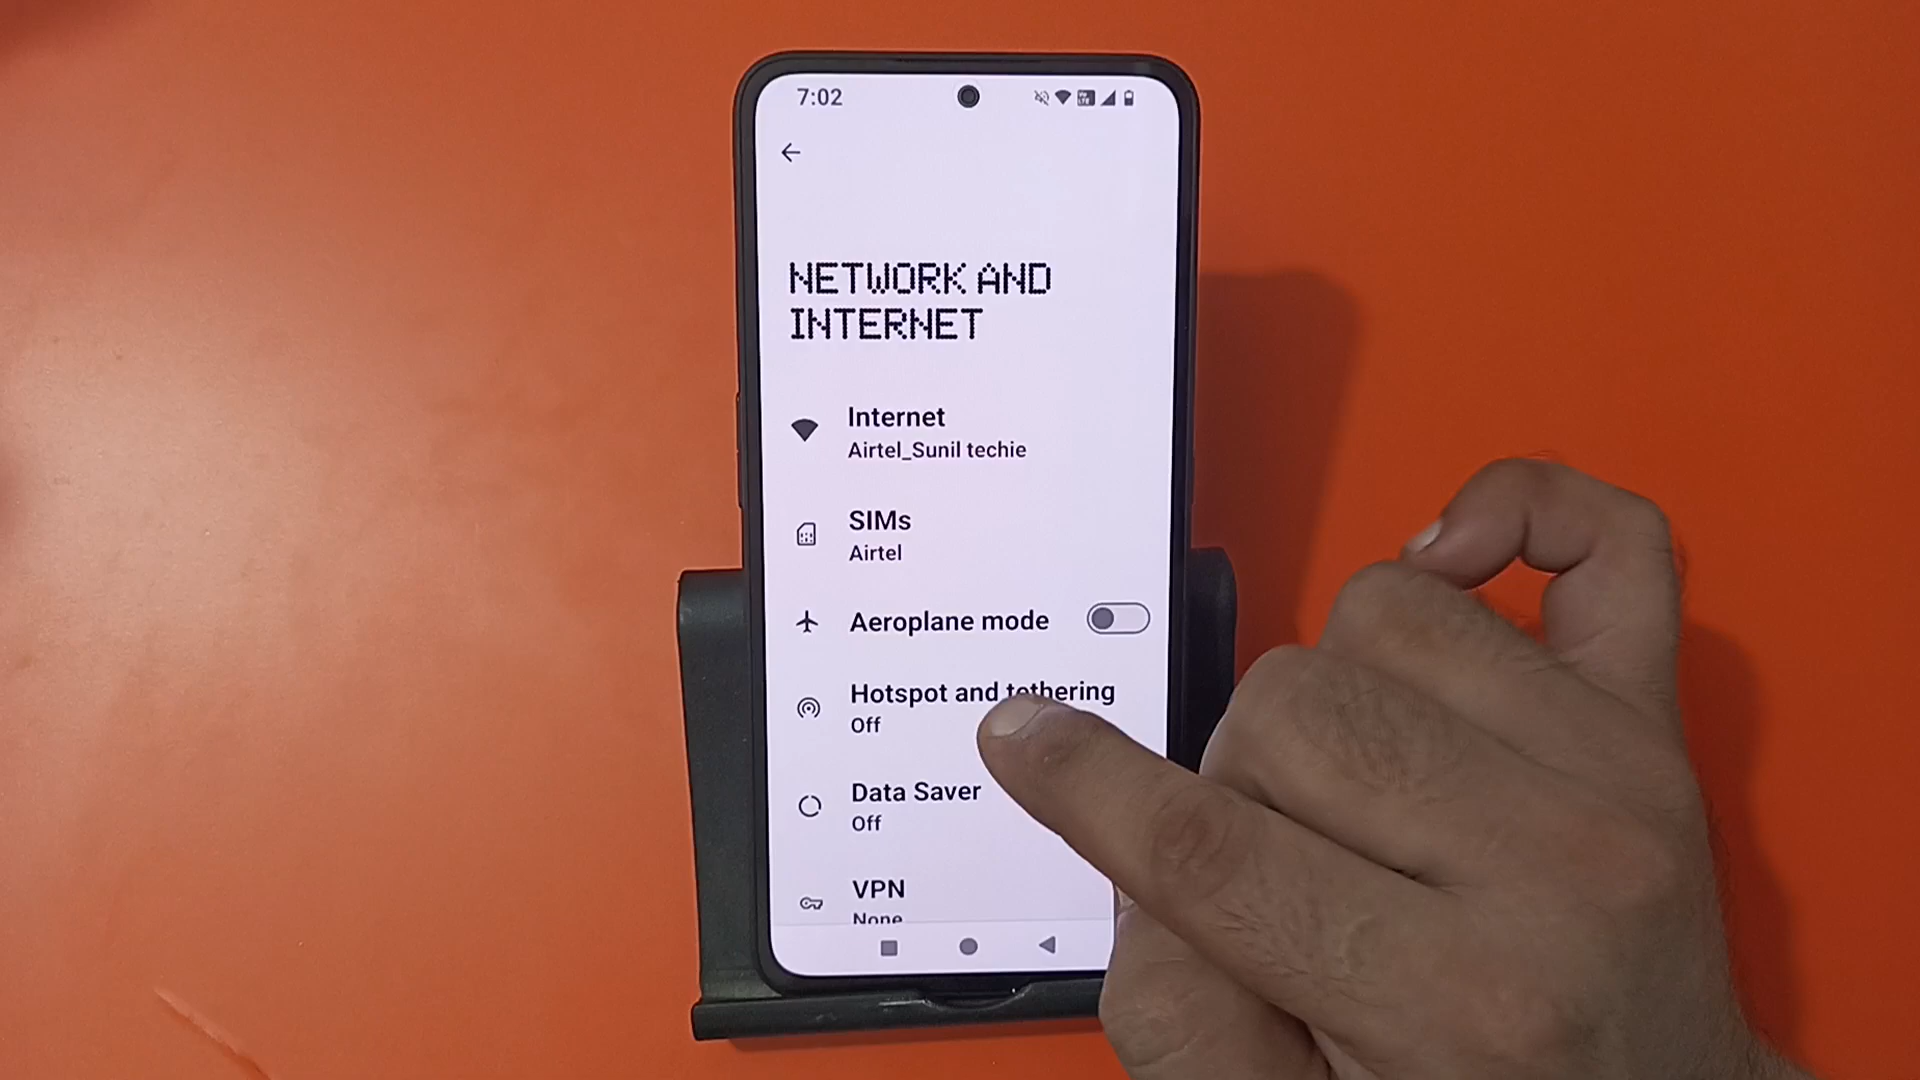 7:02
NETWORK AND
INTERNET
Internet
Airtel_Sunil techie
SIMs
Airtel
Aeroplane mode
Hotspot and tethering
Off
Data Saver
Off
VPN
None